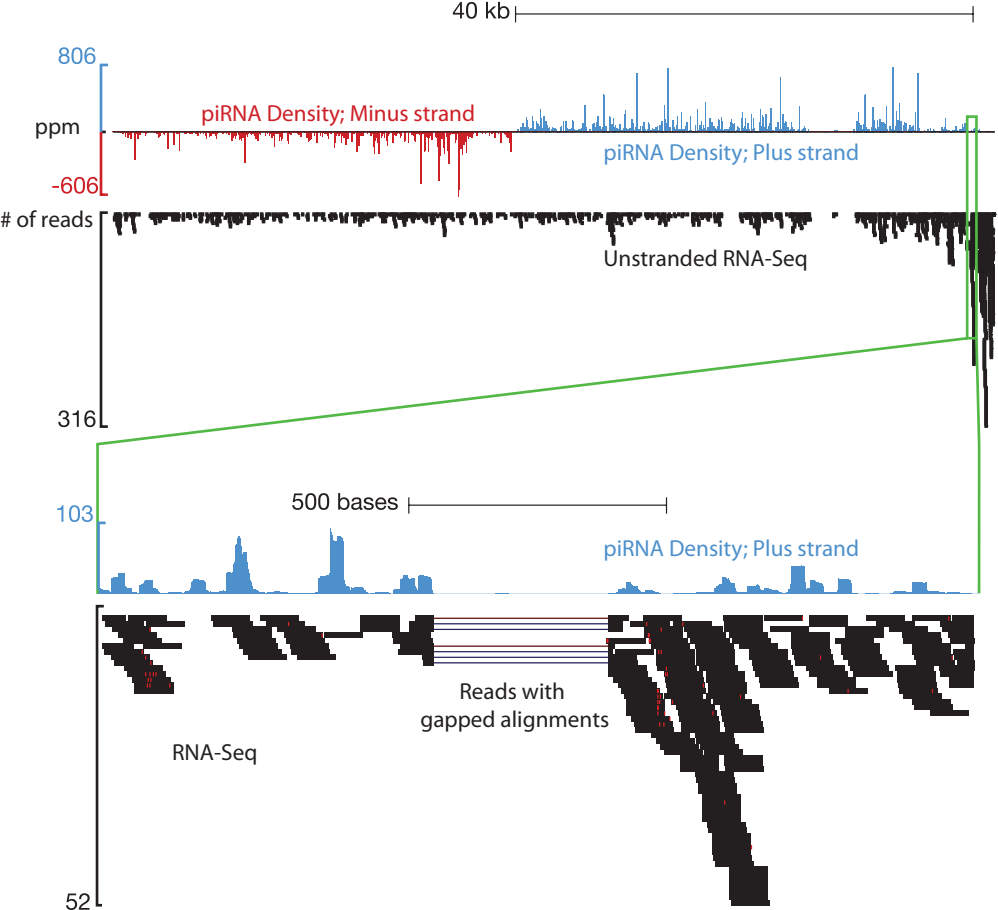 40 kb
806
piRNA Density; Minus strand
ppm
piRNA Density; Plus strand
-606
# of reads
Unstranded RNA-Seq
316
500 bases
103
piRNA Density; Plus strand
Reads with
gapped alignments
RNA-Seq
52